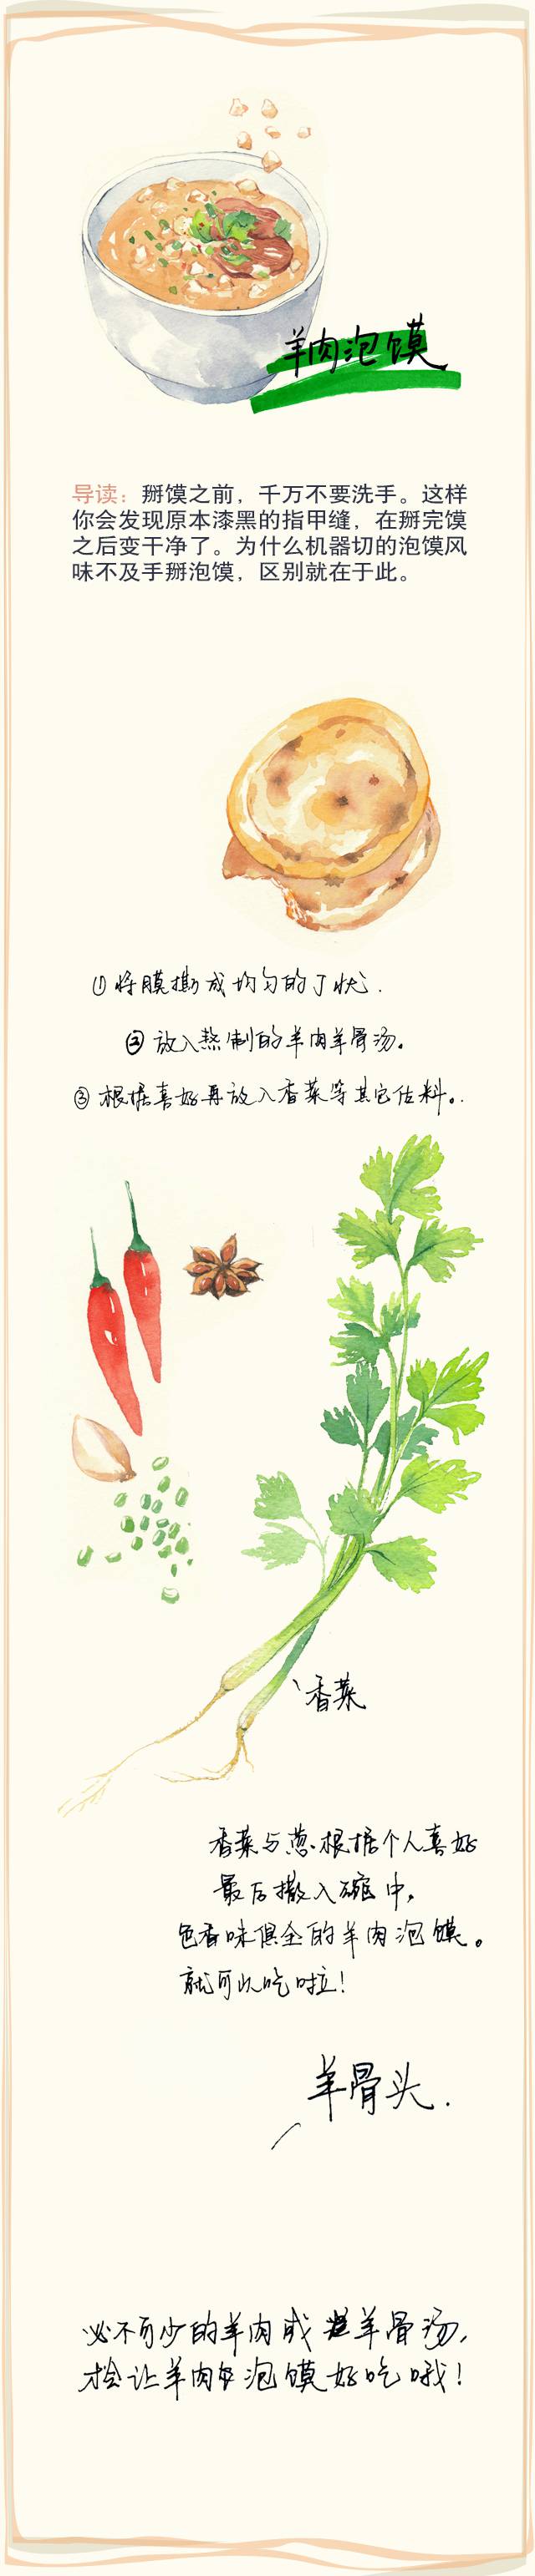 羊肉泡馍
导读：掰馍之前，千万不要洗手。这样
你会发现原本漆黑的指甲缝，在掰完馍
之后变干净了。为什么机器切的泡馍风
味不及手掰泡馍，区别就在于此。
①将膜撕成均匀的丁状.
②放入熬制的羊肉羊骨汤。
③根据喜好再放入香菜等其它佐料。
香菜
香菜与葱.根据个人喜好
最后撒入碗中,
色香味俱全的羊肉泡馍。
就可以吃啦!
羊骨头.
必不可少的羊肉或羊骨汤,
才会让羊肉泡馍好吃哦!